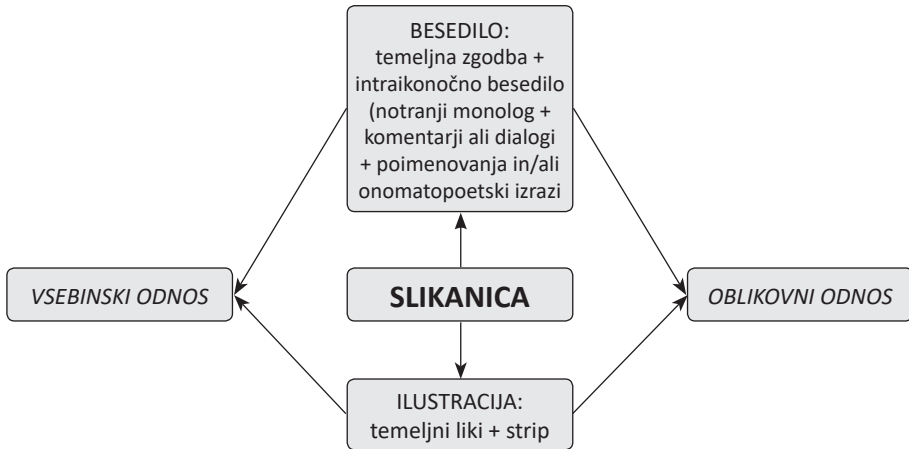 BESEDILO:
temeljna zgodba +
intraikonočno besedilo
(notranji monolog +
komentarji ali dialogi
+ poimenovanja in/ali
onomatopoetski izrazi
VSEBINSKI ODNOS
SLIKANICA
OBLIKOVNI ODNOS
ILUSTRACIJA:
temeljni liki + strip